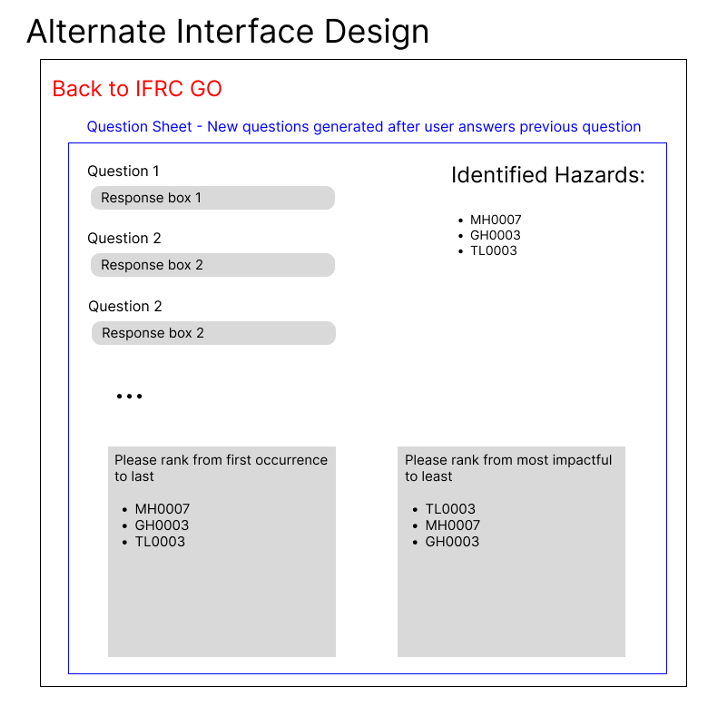 Alternate Interface Design
Back to IFRC GO
Question Sheet - New questions generated after user answers previous question
Question 1
Response box 1
Question 2
Response box 2
Question 2
Response box 2
...
Identified Hazards:
• MH0007
• GH0003
• TL0003
Please rank from first occurrence
to last
• MH0007
• GH0003
• TL0003
Please rank from most impactful
to least
• TL0003
• MH0007
• GH0003